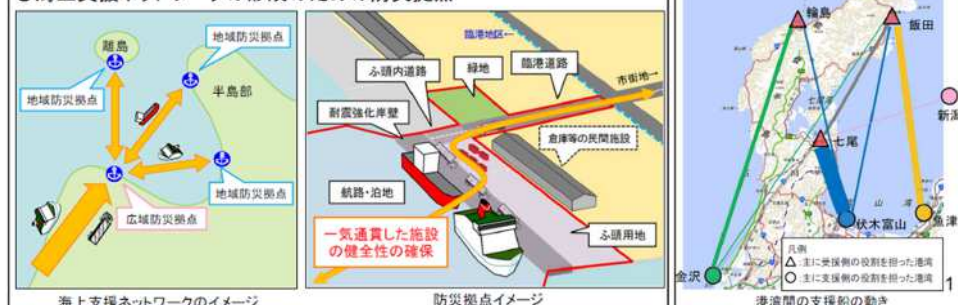 離島
地域防災拠点
地域防災拠点
半島部
地域防災拠点
広域防災拠点
海上支援ネットワークのイメージ
臨港地区←
ふ頭内道路
緑地
臨港道路
市街地→
耐震強化岸壁
倉庫等の民間施設
航路・泊地
一気通貫した施設
の健全性の確保
ふ頭用地
防災拠点イメージ
輪島
飯田
七尾湾
新潟
七尾
富山湾
伏木富山
魚津
金沢
凡例
△:主に受援側の役割を担った港湾
○:主に支援側の役割を担った港湾
港湾間の支援船の動き
1